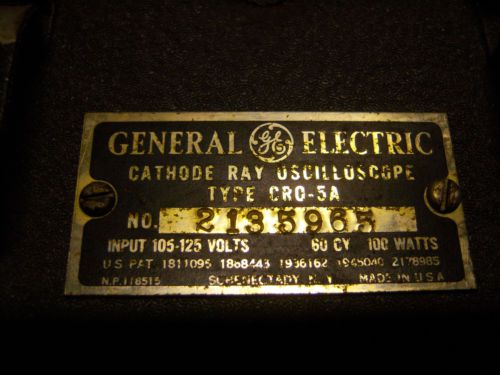 GENERAL GE ELECTRIC
CATHODE RAY OSCILLOSCOPE
TYPE CRO-5A
NO. 2135965
INPUT 105-125 VOLTS 60 CY 100 WATTS
U.S. PAT. 1811095 1868443 1936162 1945040 2178985
N.P. 118515 SCHENECTADY, N.Y. MADE IN U.S.A